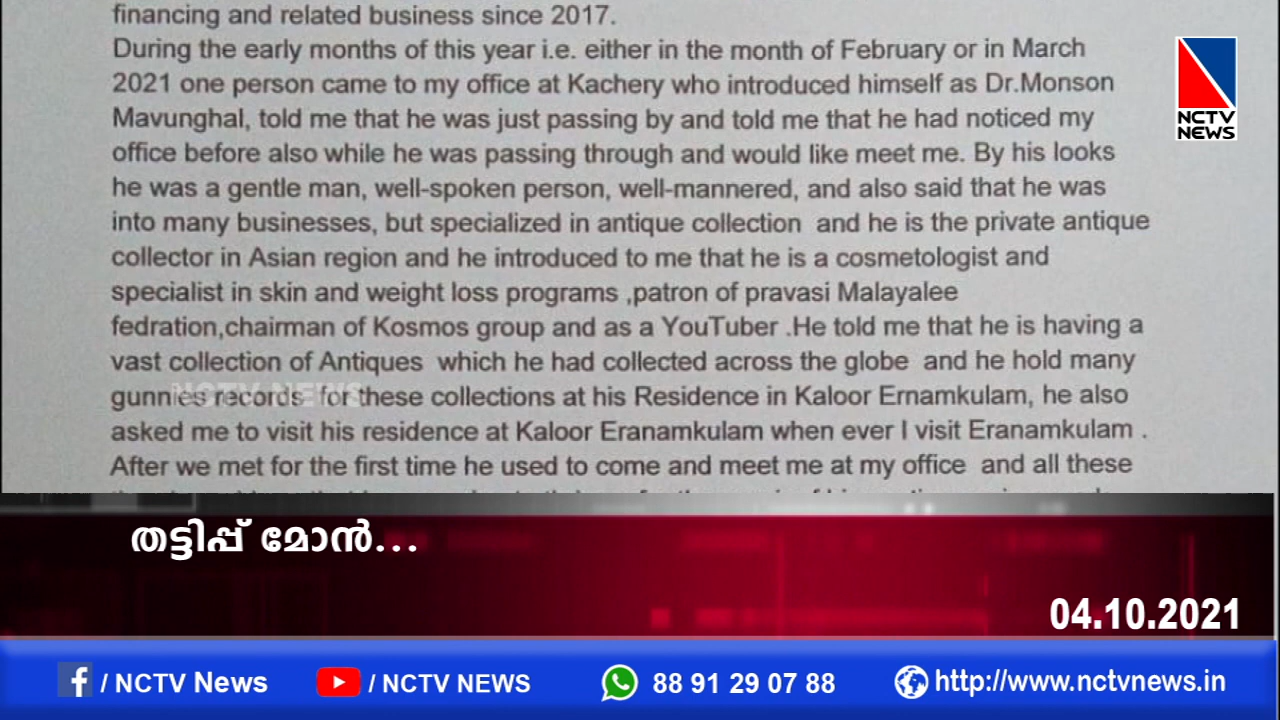 financing and related business since 2017.
During the early months of this year i.e. either in the month of February or in March
2021 one person came to my office at Kachery who introduced himself as Dr.Monson
Mavunghal, told me that he was just passing by and told me that he had noticed my
office before also while he was passing through and would like meet me. By his looks
he was a gentle man, well-spoken person, well-mannered, and also said that he was
into many businesses, but specialized in antique collection and he is the private antique
collector in Asian region and he introduced to me that he is a cosmetologist and
specialist in skin and weight loss programs ,patron of pravasi Malayalee
fedration,chairman of Kosmos group and as a YouTuber .He told me that he is having a
vast collection of Antiques which he had collected across the globe and he hold many
gunnies records for these collections at his Residence in Kaloor Ernamkulam, he also
asked me to visit his residence at Kaloor Eranamkulam when ever I visit Eranamkulam .
After we met for the first time he used to come and meet me at my office and all these
NCTV
NEWS
NCTV NEWS
തട്ടിപ്പ് മോൻ...
04.10.2021
/ NCTV News
/ NCTV NEWS
88 91 29 07 88
http://www.nctvnews.in